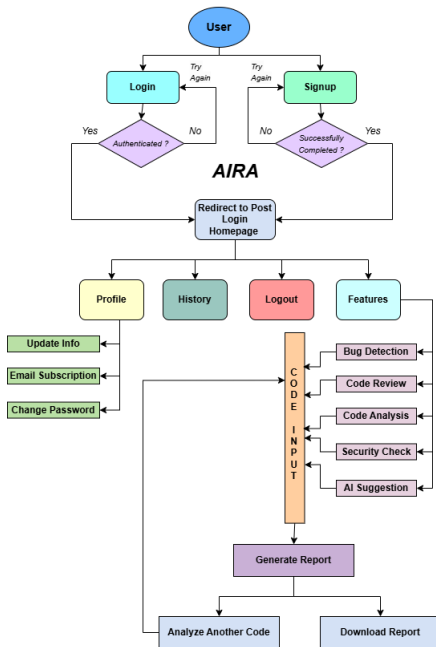 User
Try
Again
Try
Again
Login
Signup
Yes
No
No
Yes
Authenticated ?
Successfully
Completed ?
AIRA
Redirect to Post
Login
Homepage
Profile
History
Logout
Features
Update Info
Email Subscription
Change Password
CODE INPUT
Bug Detection
Code Review
Code Analysis
Security Check
AI Suggestion
Generate Report
Analyze Another Code
Download Report